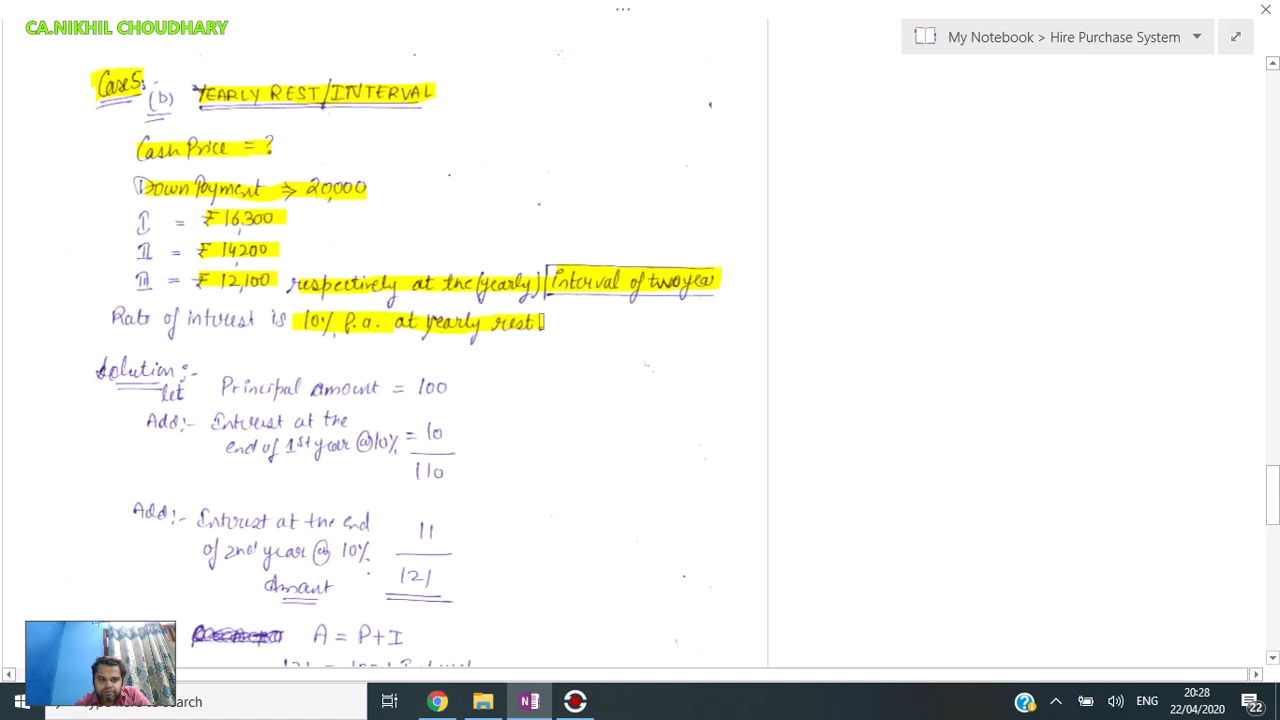 CA.NIKHIL CHOUDHARY
My Notebook > Hire Purchase System
Case 5:
(b) YEARLY REST/INTERVAL
Cash Price = ?
Down Payment ⇒ 20,000
I = ₹ 16,300
II = ₹ 14,200
III = ₹ 12,100 respectively at the (yearly) interval of two year
Rate of interest is 10% p.a. at yearly rest.
Solution:-
let Principal amount = 100
Add:- Interest at the
end of 1st year @10% = 10
110
Add:- Interest at the end 11
of 2nd year @ 10%
Amount 121
A = P+I
search
ENG
20:28
22/04/2020
22